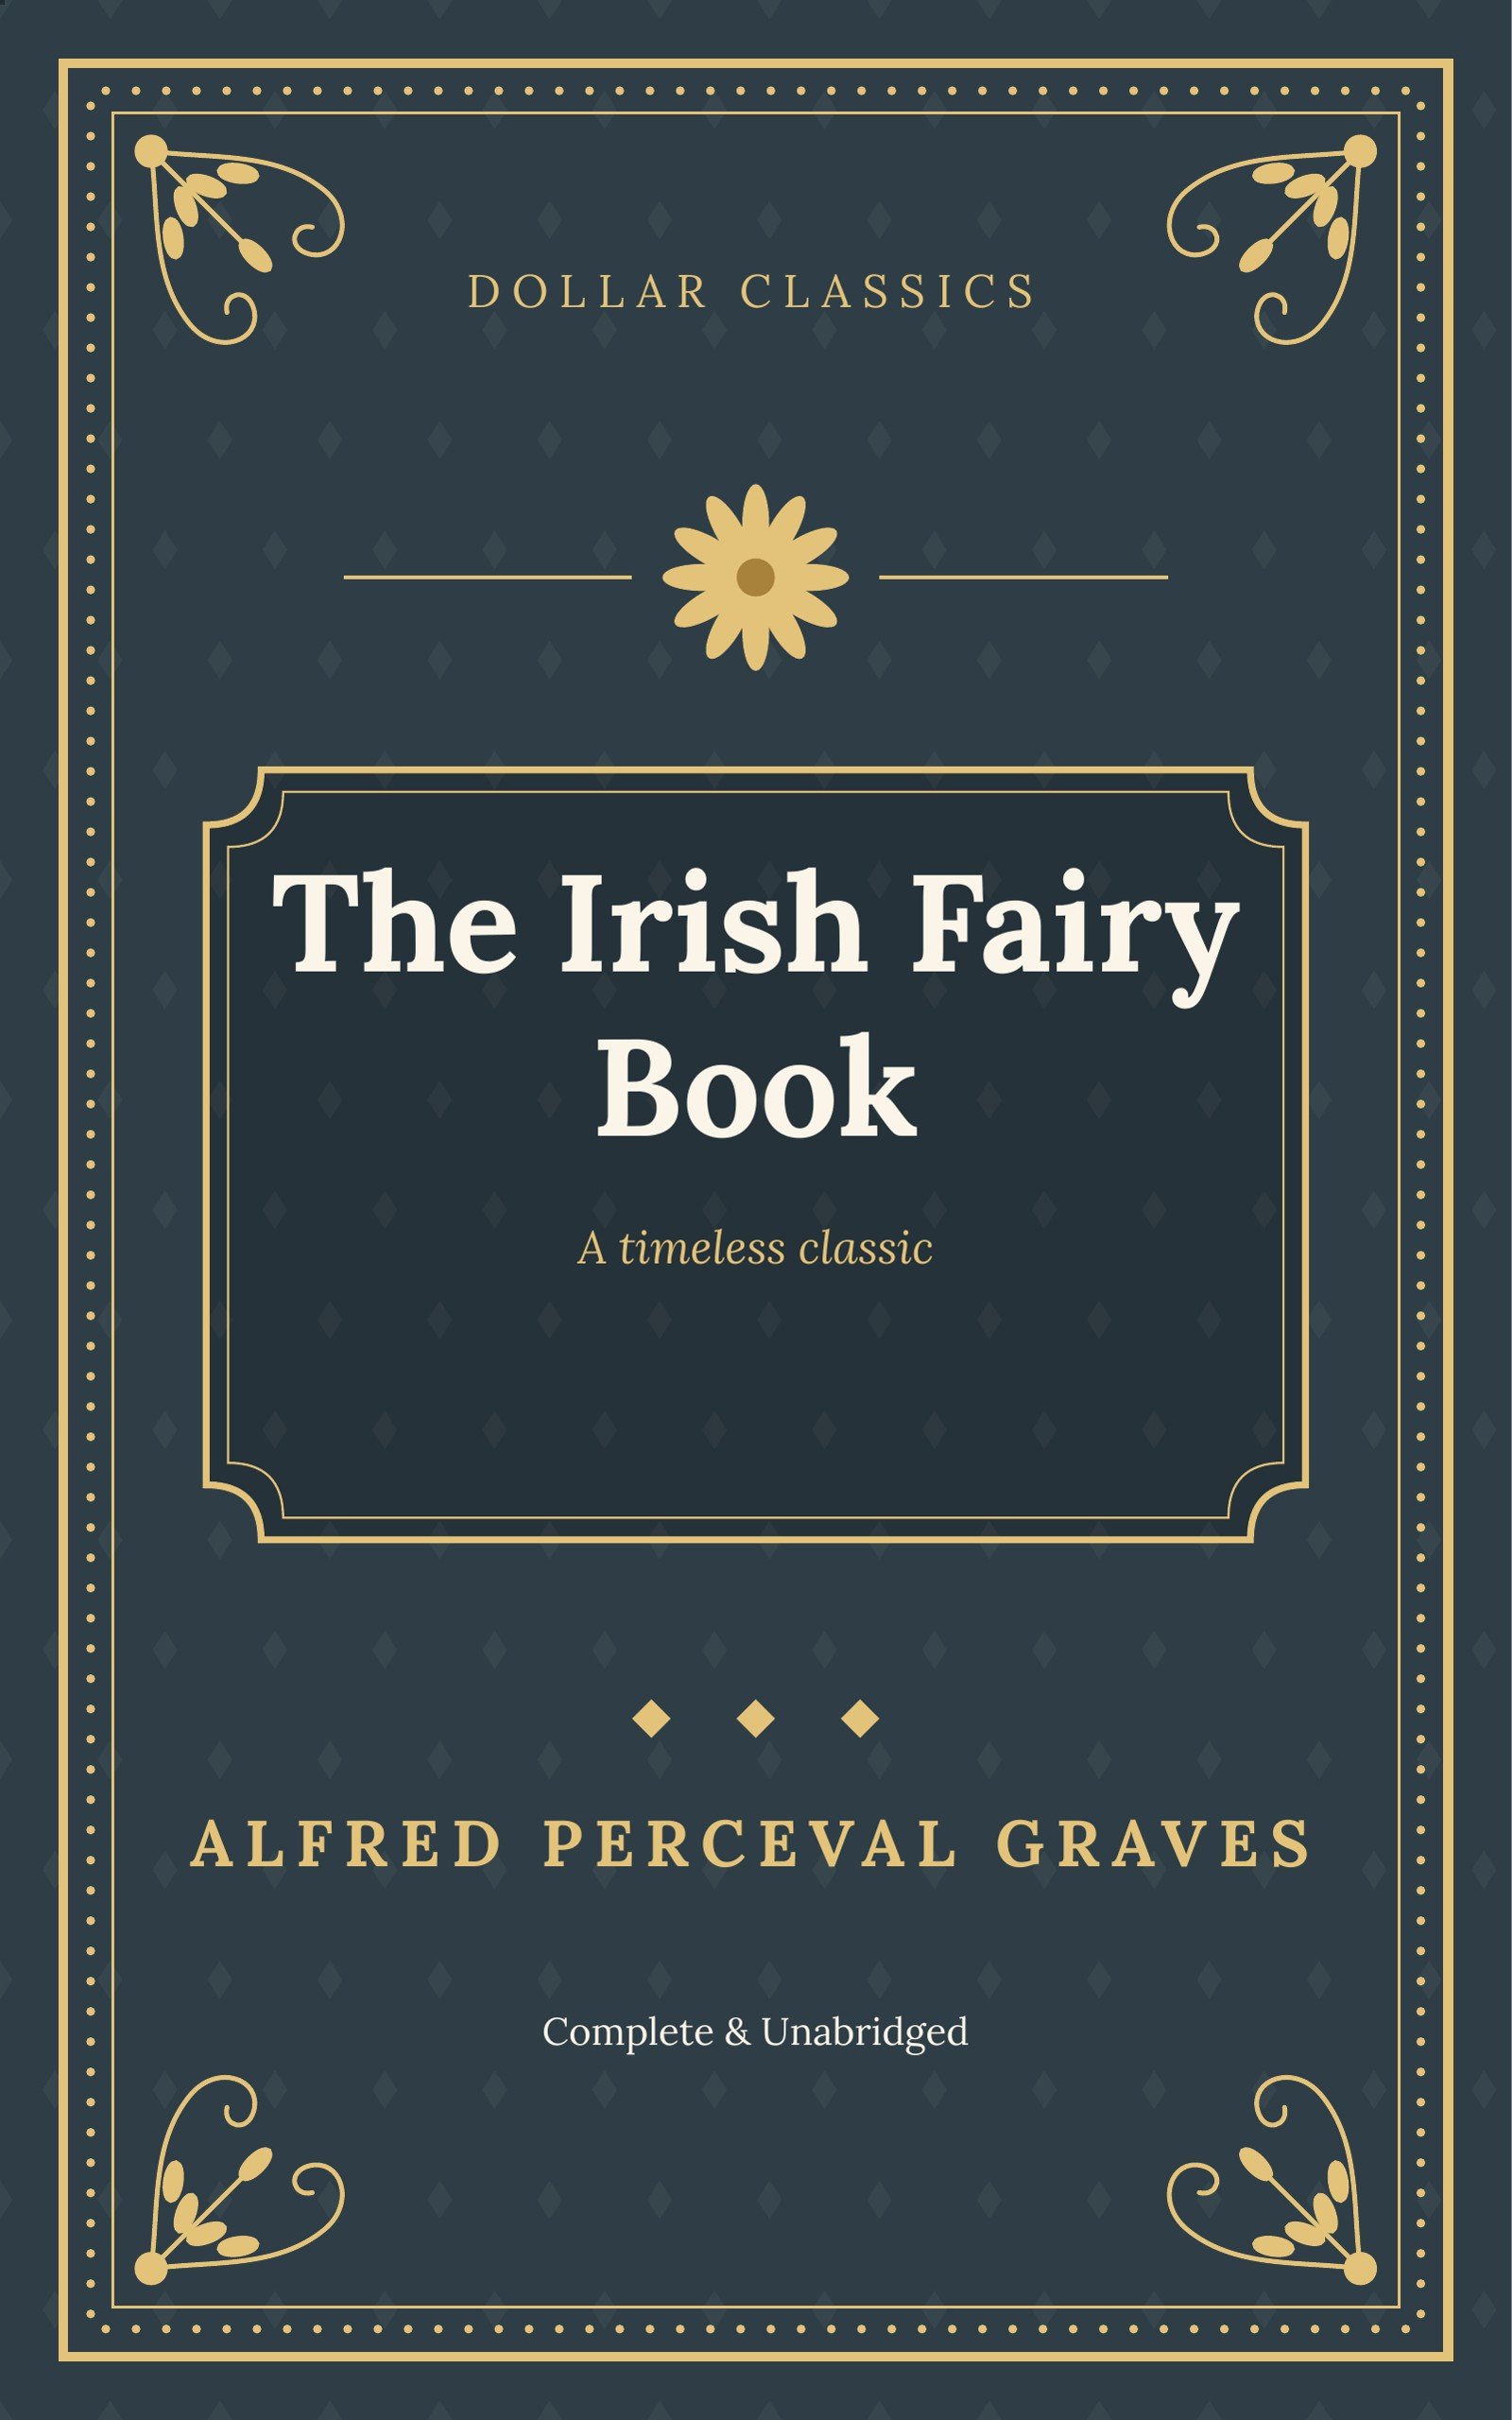 DOLLAR CLASSICS
The Irish Fairy
Book
A timeless classic
ALFRED PERCEVAL GRAVES
Complete & Unabridged